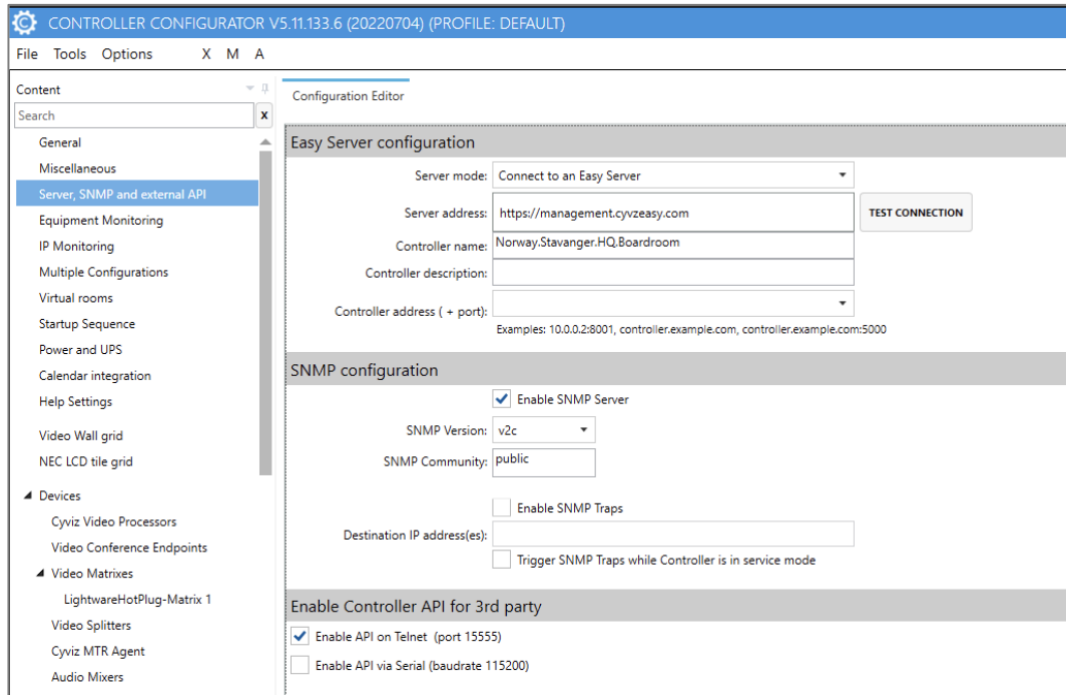 CONTROLLER CONFIGURATOR V5.11.133.6 (20220704) (PROFILE: DEFAULT)
File Tools Options X M A
Content
Search x
General
Miscellaneous
Server, SNMP and external API
Equipment Monitoring
IP Monitoring
Multiple Configurations
Virtual rooms
Startup Sequence
Power and UPS
Calendar integration
Help Settings
Video Wall grid
NEC LCD tile grid
Devices
Cyviz Video Processors
Video Conference Endpoints
Video Matrixes
LightwareHotPlug-Matrix 1
Video Splitters
Cyviz MTR Agent
Audio Mixers
Configuration Editor
Easy Server configuration
Server mode: Connect to an Easy Server
Server address: https://management.cyvzeasy.com TEST CONNECTION
Controller name: Norway.Stavanger.HQ.Boardroom
Controller description:
Controller address ( + port):
Examples: 10.0.0.2:8001, controller.example.com, controller.example.com:5000
SNMP configuration
Enable SNMP Server
SNMP Version: v2c
SNMP Community: public
Enable SNMP Traps
Destination IP address(es):
Trigger SNMP Traps while Controller is in service mode
Enable Controller API for 3rd party
Enable API on Telnet (port 15555)
Enable API via Serial (baudrate 115200)